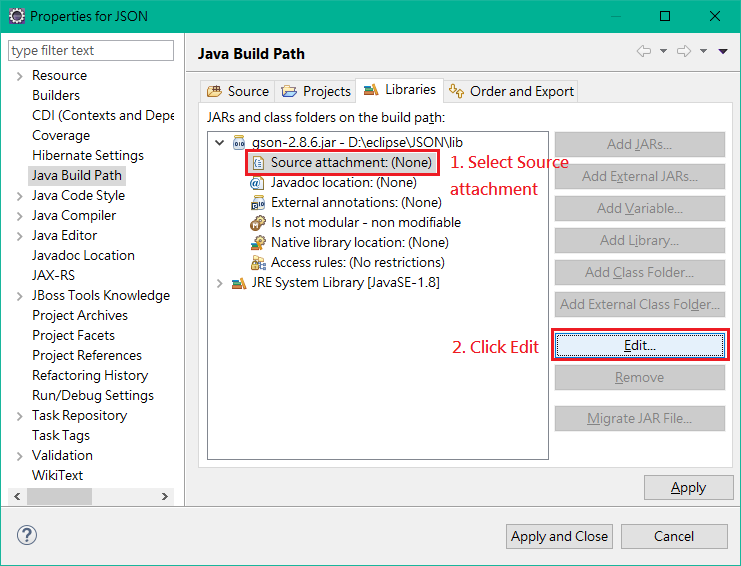 Properties for JSON
type filter text
Resource
Builders
CDI (Contexts and Depe
Coverage
Hibernate Settings
Java Build Path
Java Code Style
Java Compiler
Java Editor
Javadoc Location
JAX-RS
JBoss Tools Knowledge
Project Archives
Project Facets
Project References
Refactoring History
Run/Debug Settings
Task Repository
Task Tags
Validation
WikiText
Java Build Path
Source Projects Libraries Order and Export
JARs and class folders on the build path:
gson-2.8.6.jar - D:\eclipse\JSON\lib
Source attachment: (None)
Javadoc location: (None)
External annotations: (None)
Is not modular - non modifiable
Native library location: (None)
Access rules: (No restrictions)
JRE System Library [JavaSE-1.8]
1. Select Source
attachment
2. Click Edit
Add JARs...
Add External JARs...
Add Variable...
Add Library...
Add Class Folder...
Add External Class Folder...
Edit...
Remove
Migrate JAR File...
Apply
?
Apply and Close
Cancel